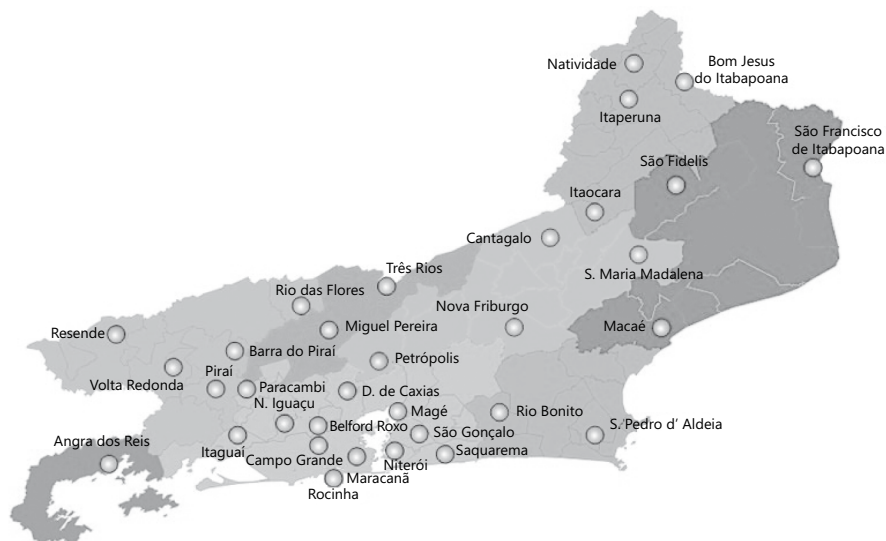 Natividade
Bom Jesus
do Itabapoana
Itaperuna
São Francisco
de Itabapoana
São Fidelis
Itaocara
Cantagalo
S. Maria Madalena
Três Rios
Rio das Flores
Nova Friburgo
Macaé
Resende
Miguel Pereira
Barra do Piraí
Petrópolis
Piraí
Volta Redonda
Paracambi
D. de Caxias
N. Iguaçu
Magé
Rio Bonito
Belford Roxo
São Gonçalo
S. Pedro d’ Aldeia
Angra dos Reis
Itaguaí
Campo Grande
Niterói
Saquarema
Maracanã
Rocinha